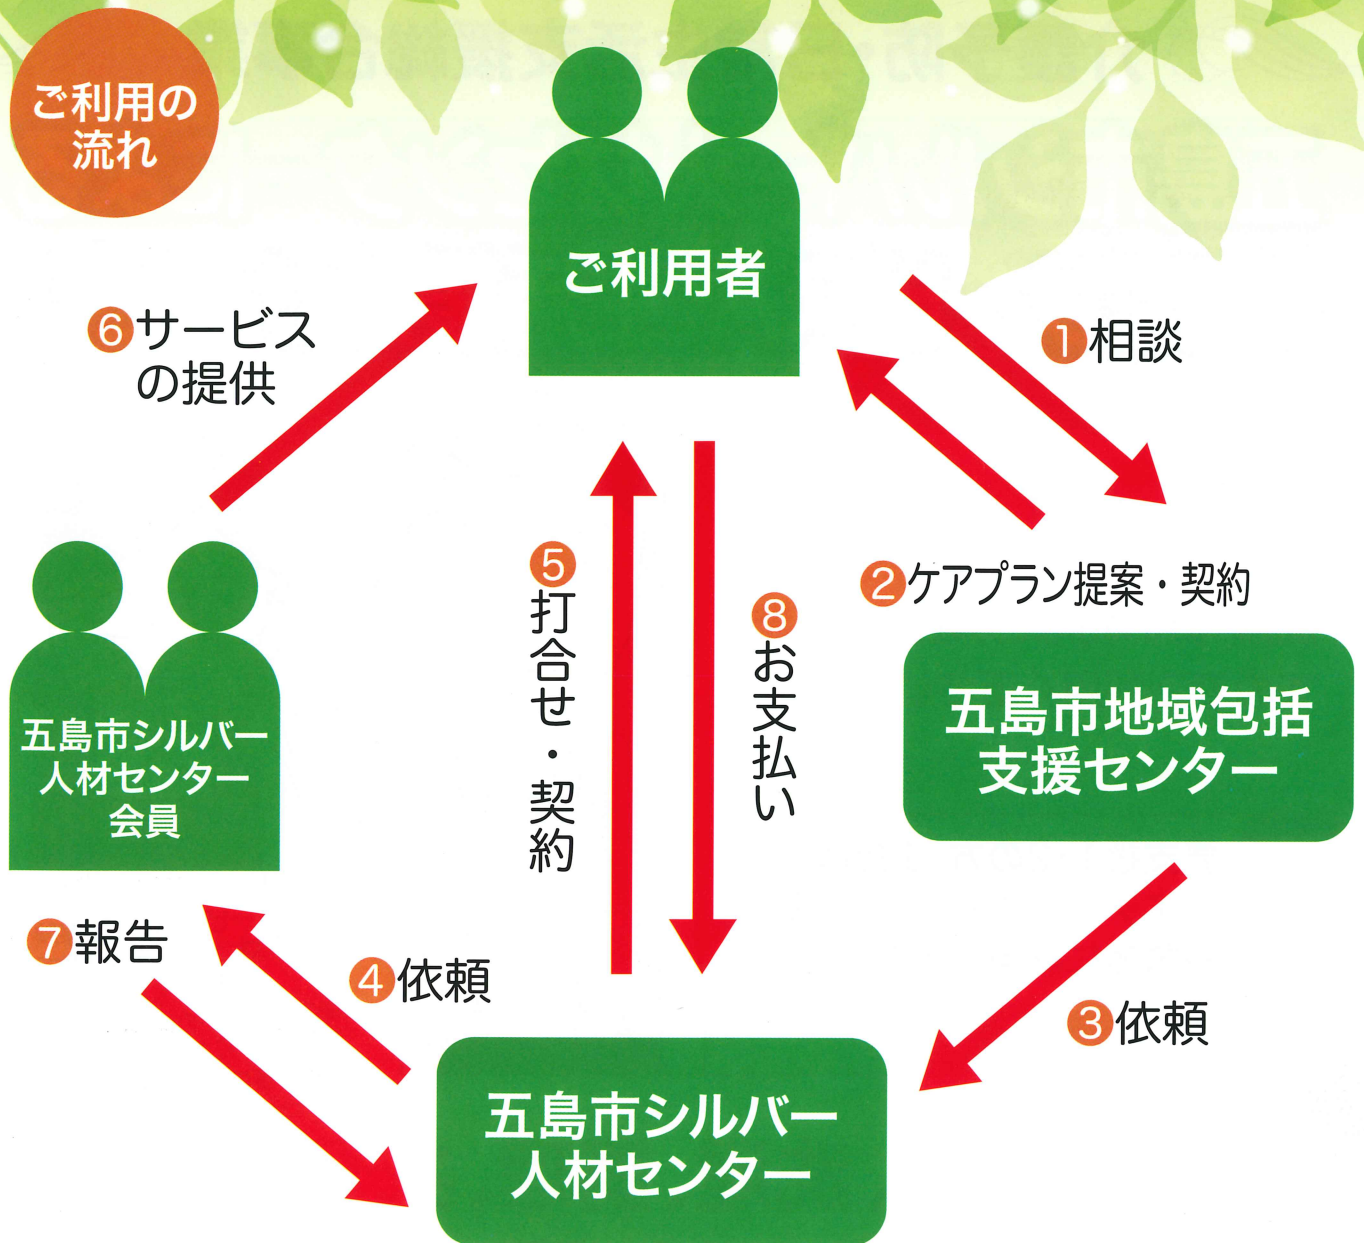 ご利用の
流れ
ご利用者
❶相談
❷ケアプラン提案・契約
五島市地域包括
支援センター
❸依頼
五島市シルバー
人材センター
❹依頼
❺打合せ・契約
❻サービス
の提供
五島市シルバー
人材センター
会員
❼報告
❽お支払い